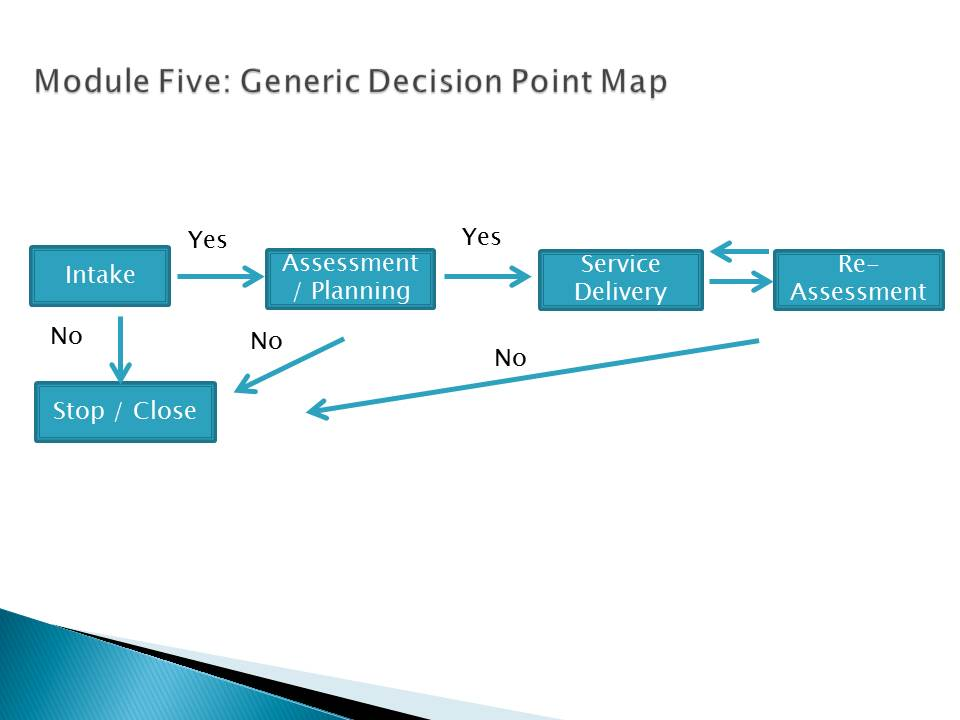 Module Five: Generic Decision Point Map
Yes
Yes
Intake
Assessment
/ Planning
Service
Delivery
Re-
Assessment
No
No
No
Stop / Close